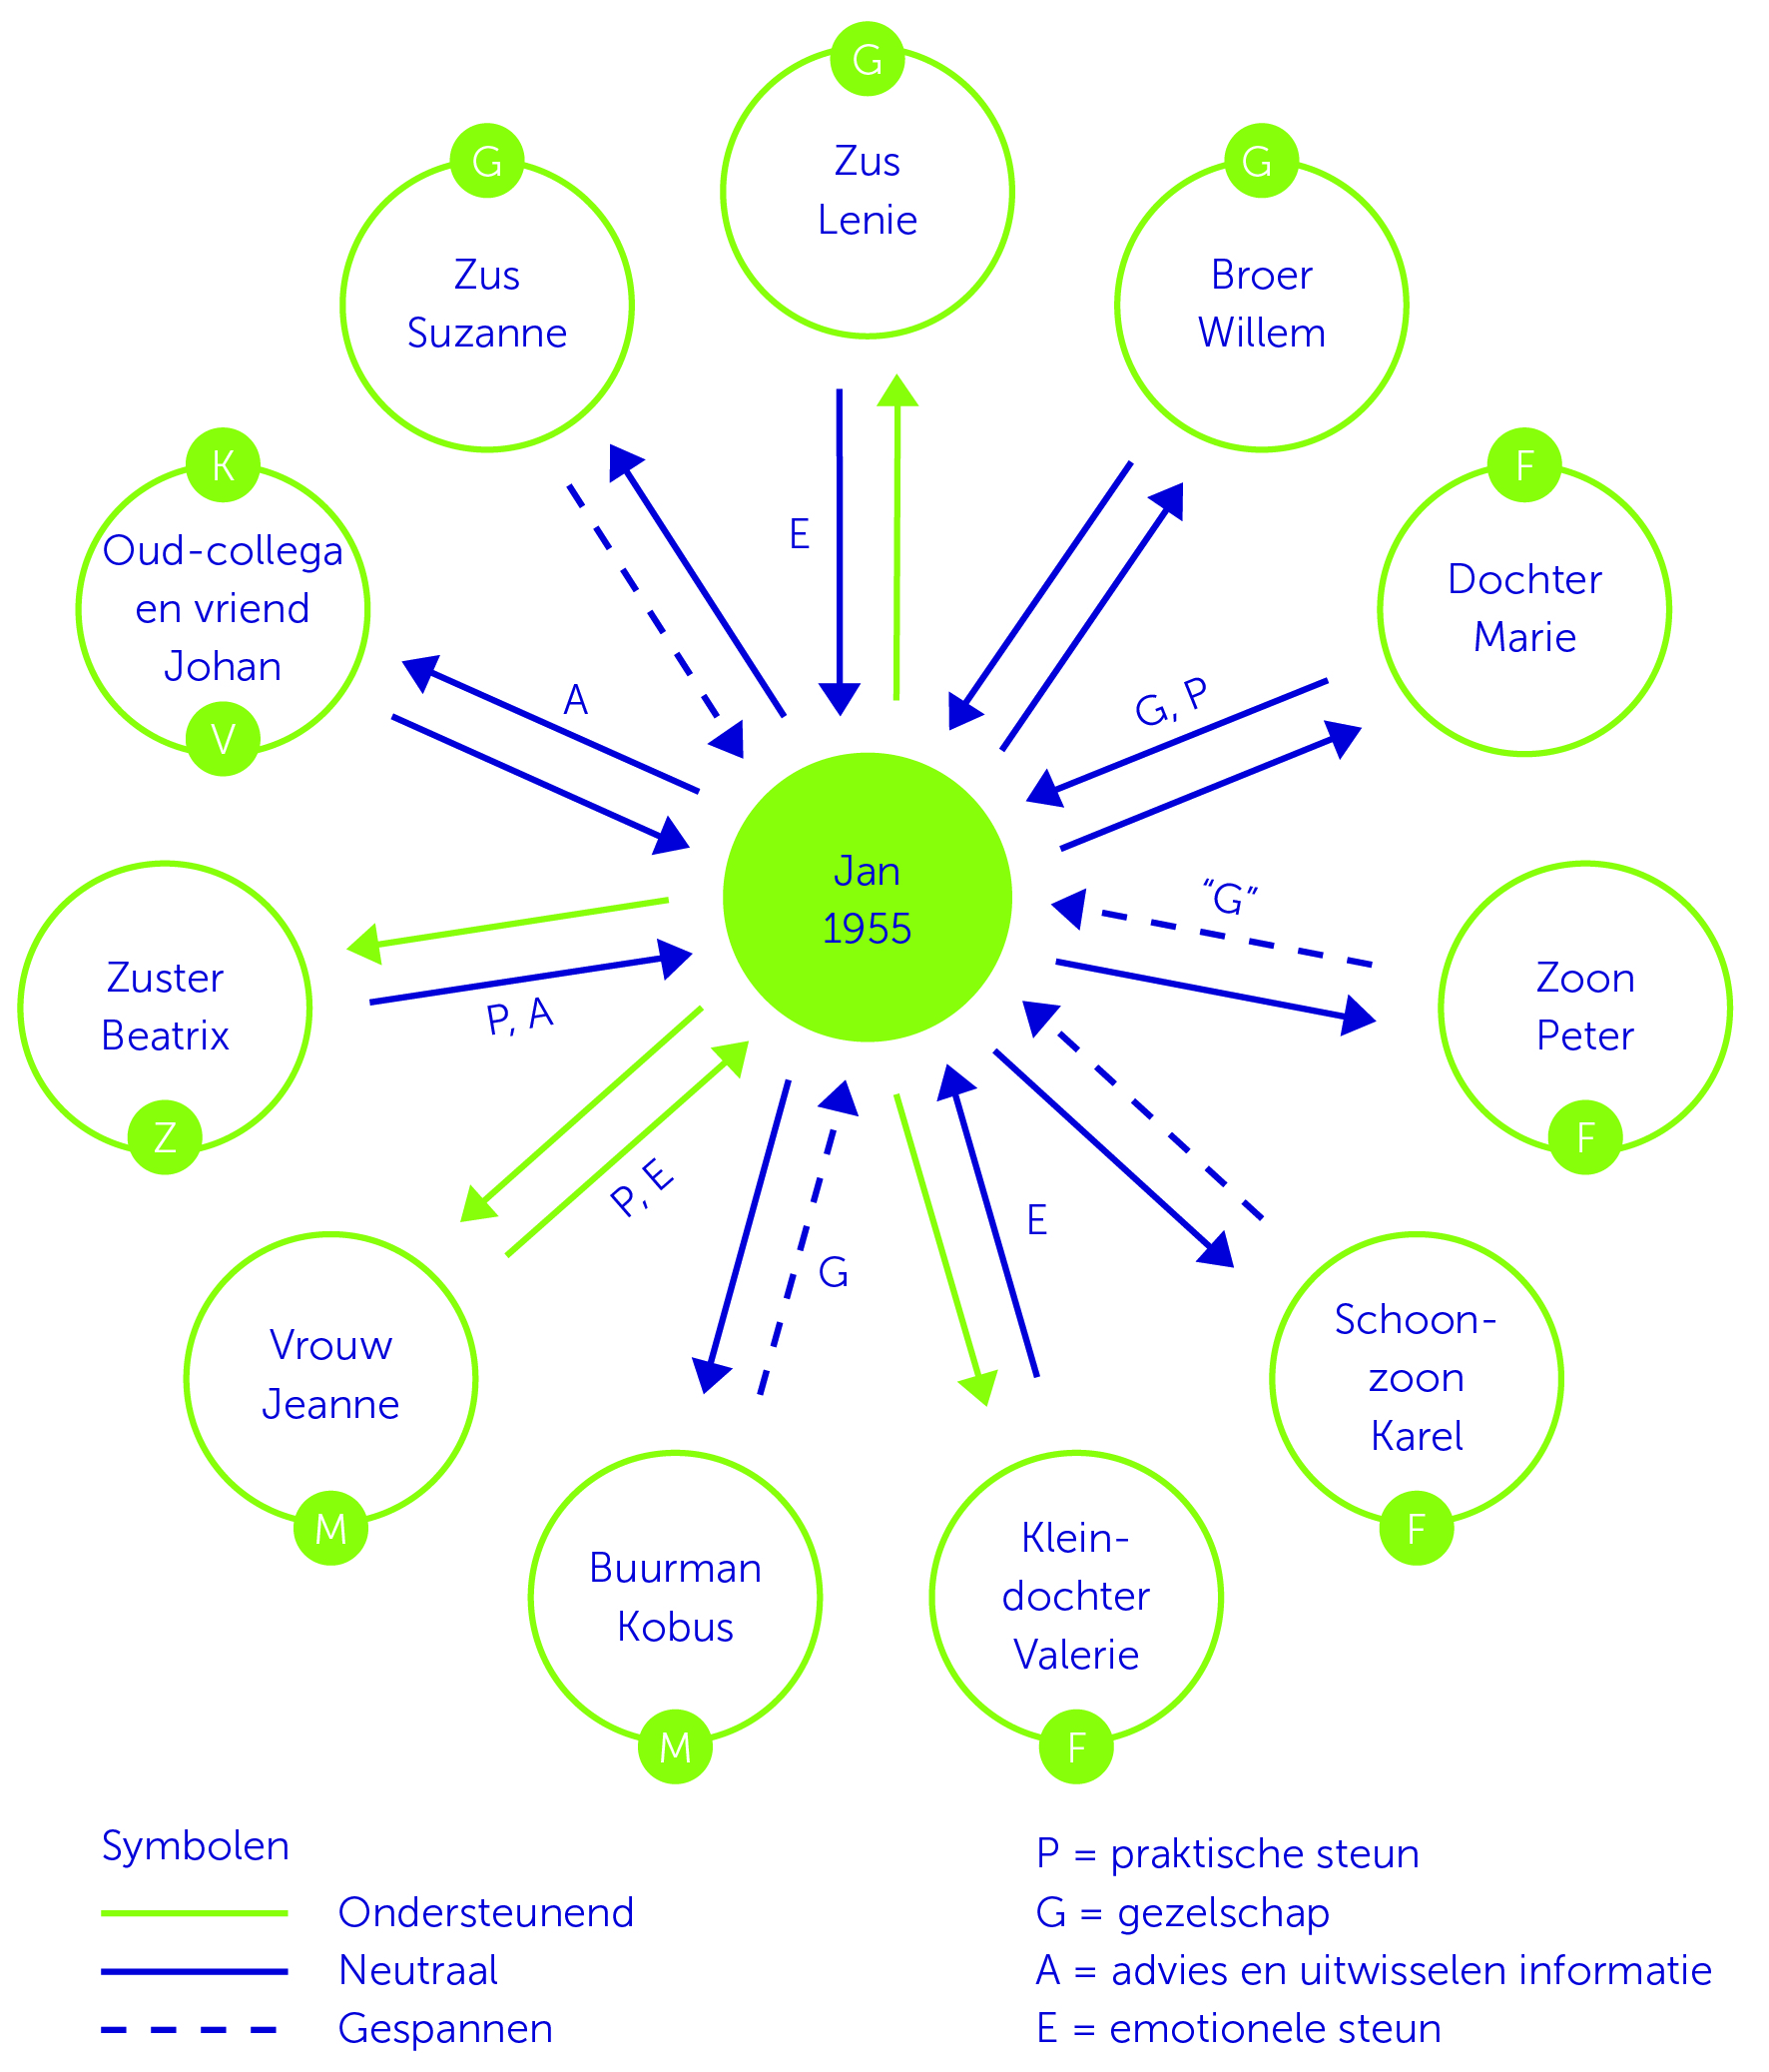 G
Zus
Lenie
G
Zus
Suzanne
G
Broer
Willem
K
Oud-collega
en vriend
Johan
V
F
Dochter
Marie
E
A
G, P
"G"
Jan
1955
Zuster
Beatrix
Z
P, A
Zoon
Peter
F
P, E
G
E
Vrouw
Jeanne
M
Schoon-
zoon
Karel
F
Buurman
Kobus
M
Klein-
dochter
Valerie
F
Symbolen
Ondersteunend
Neutraal
Gespannen
P = praktische steun
G = gezelschap
A = advies en uitwisselen informatie
E = emotionele steun